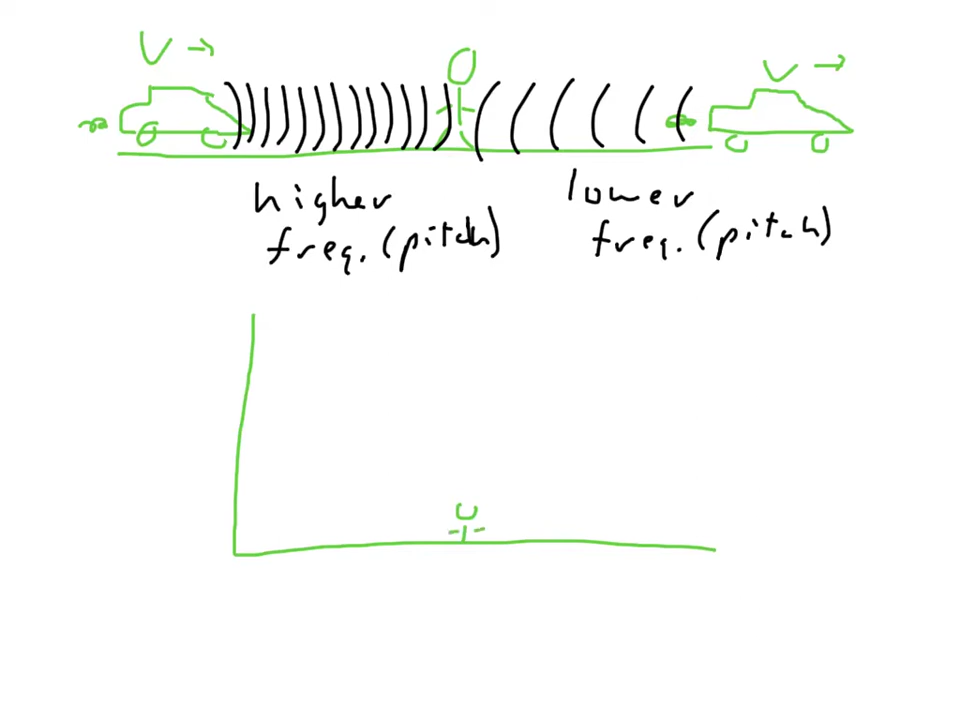 V → V →
higher lower
freq. (pitch) freq. (pitch)